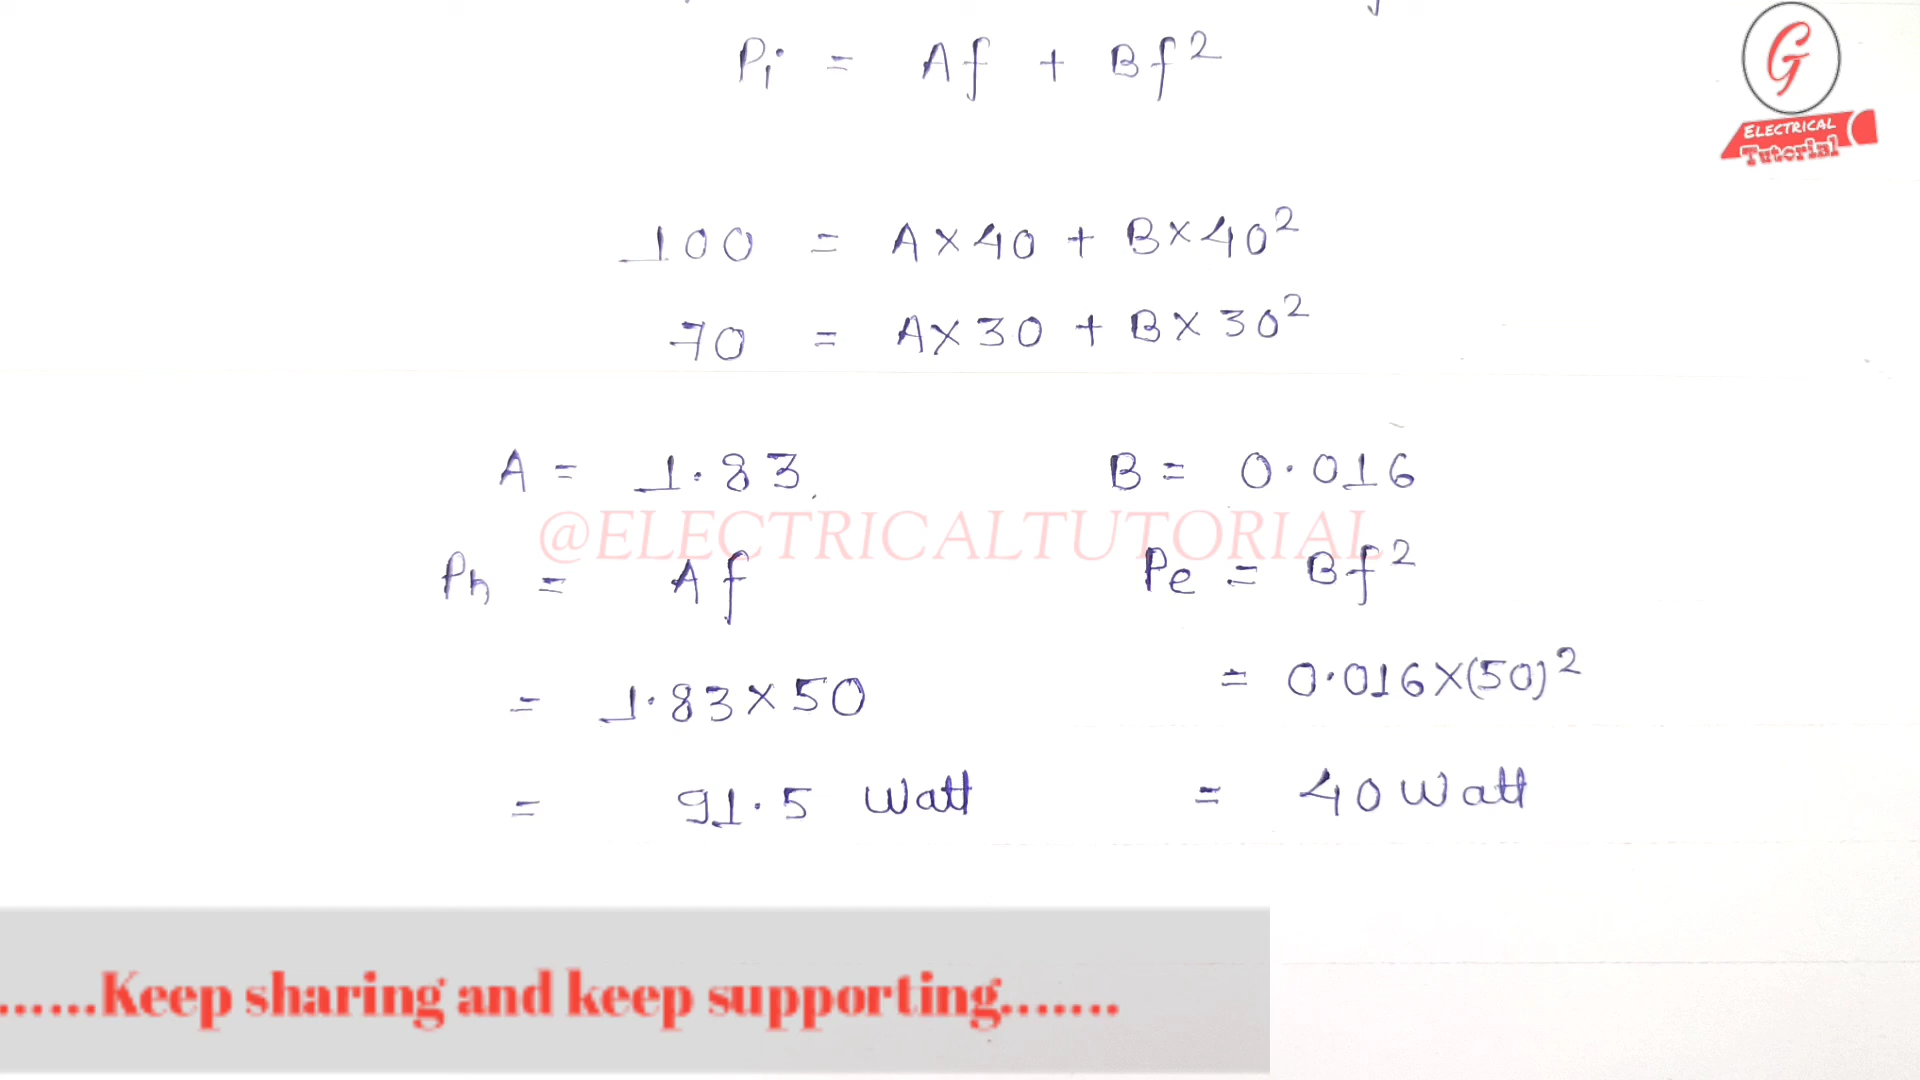 Pi = Af + Bf²
G
ELECTRICAL
Tutorial
100 = A×40 + B×40²
70 = A×30 + B×30²
A = 1.83 B = 0.016
@ELECTRICALTUTORIAL
Ph = Af Pe = Bf²
= 1.83×50 = 0.016×(50)²
= 91.5 Watt = 40 Watt
......Keep sharing and keep supporting.......